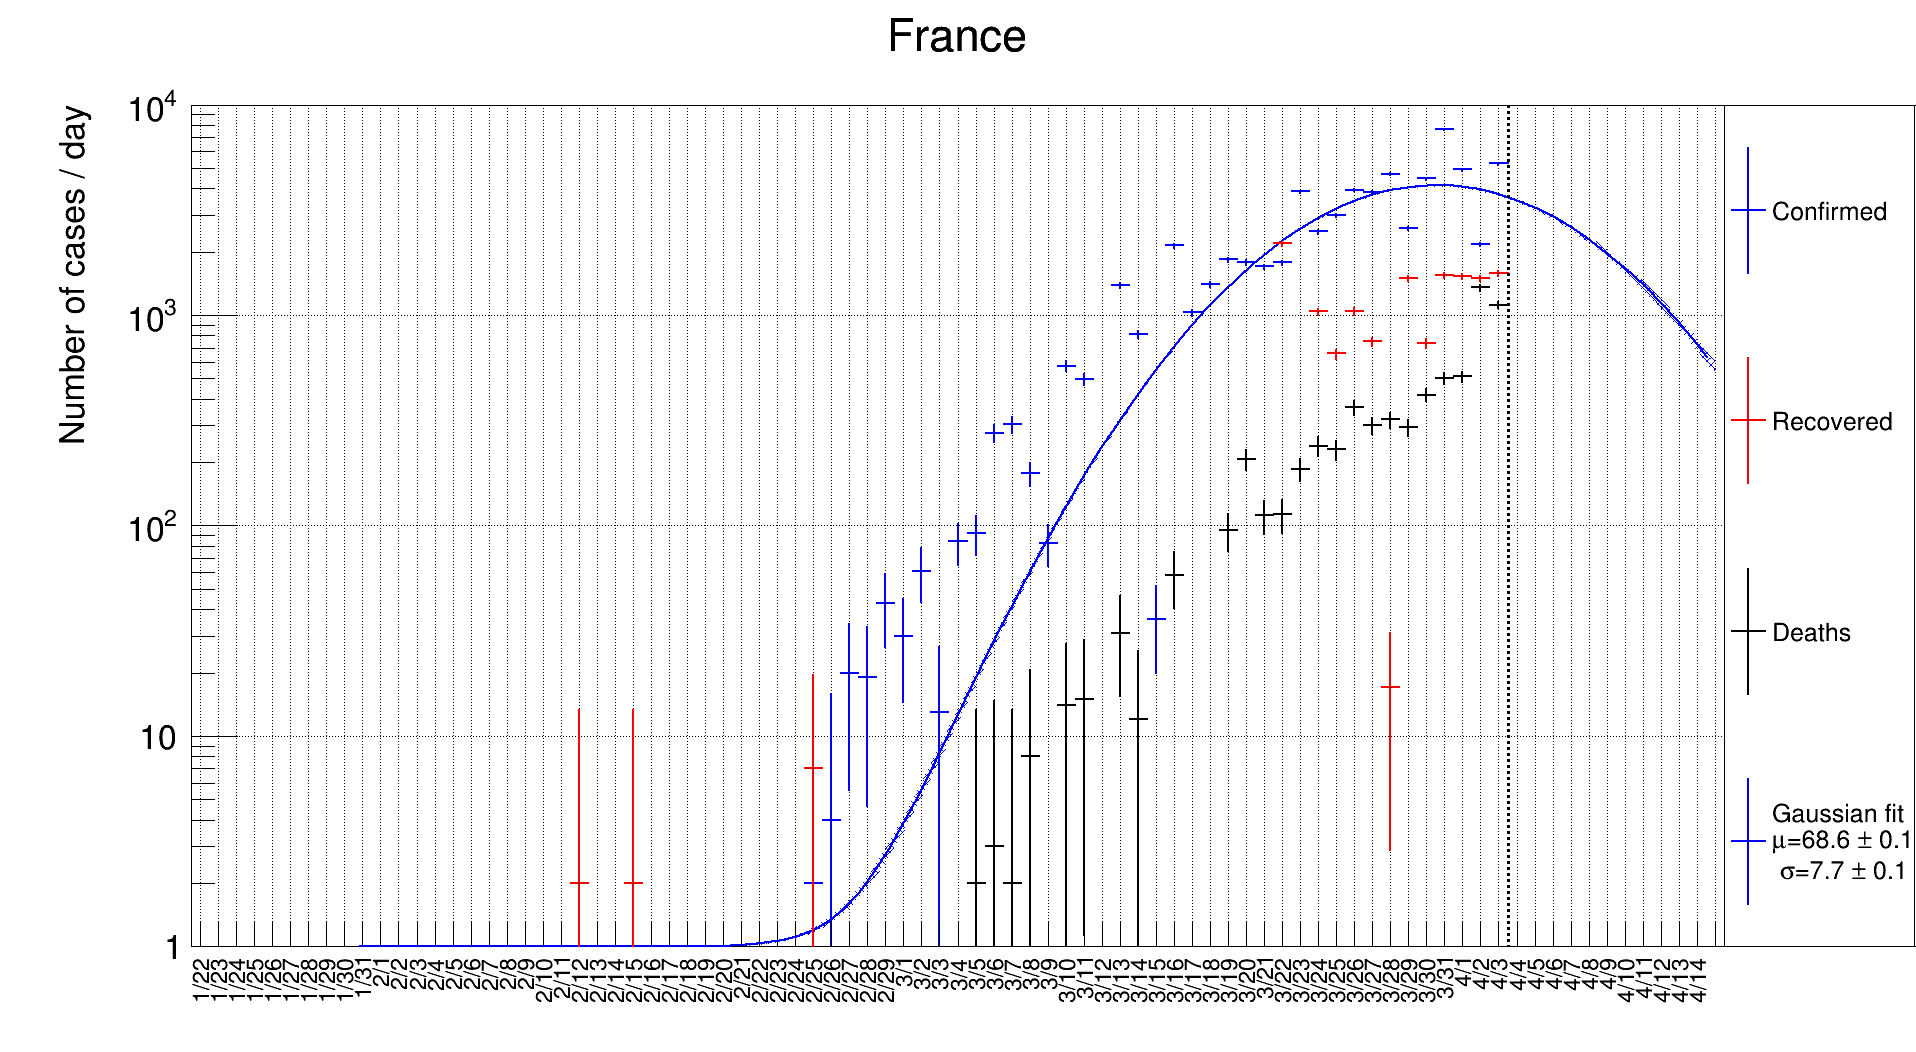 France
Number of cases / day
10⁴
10³
10²
10
1
1/22 1/23 1/24 1/25 1/26 1/27 1/28 1/29 1/30 1/31 2/1 2/2 2/3 2/4 2/5 2/6 2/7 2/8 2/9 2/10 2/11 2/12 2/13 2/15 2/16 2/17 2/18 2/19 2/20 2/21 2/22 2/23 2/24 2/25 2/26 2/27 2/28 2/29 3/1 3/2 3/3 3/4 3/5 3/6 3/7 3/8 3/9 3/10 3/11 3/12 3/13 3/14 3/15 3/16 3/17 3/18 3/19 3/20 3/21 3/22 3/23 3/24 3/25 3/26 3/27 3/28 3/29 3/30 3/31 4/1 4/2 4/3 4/4 4/5 4/6 4/7 4/8 4/9 4/10 4/11 4/12 4/13 4/14
Confirmed
Recovered
Deaths
Gaussian fit
μ=68.6 ± 0.1
σ=7.7 ± 0.1